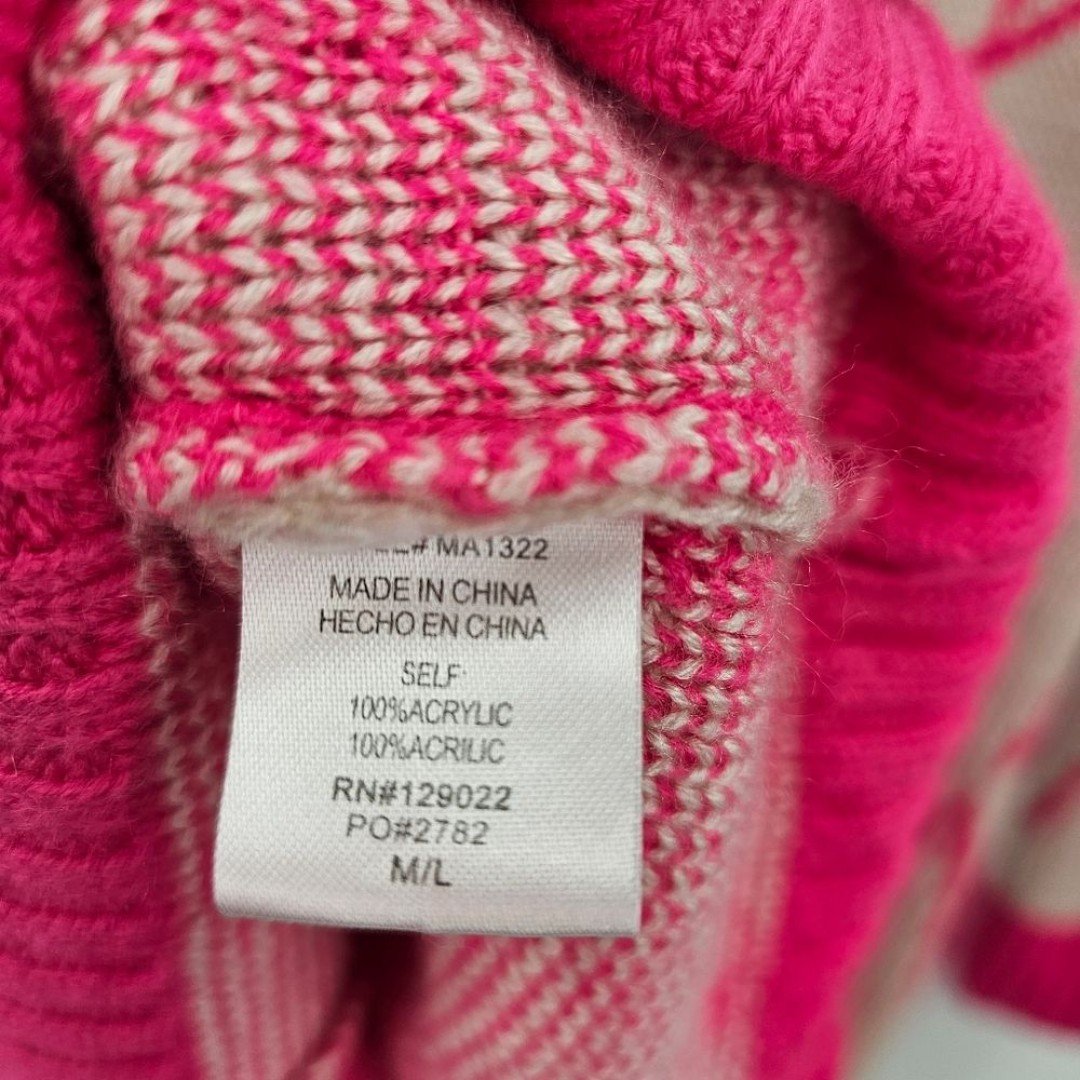 # MA1322
MADE IN CHINA
HECHO EN CHINA
SELF:
100%ACRYLIC
100%ACRILIC
RN#129022
PO#2782
M/L